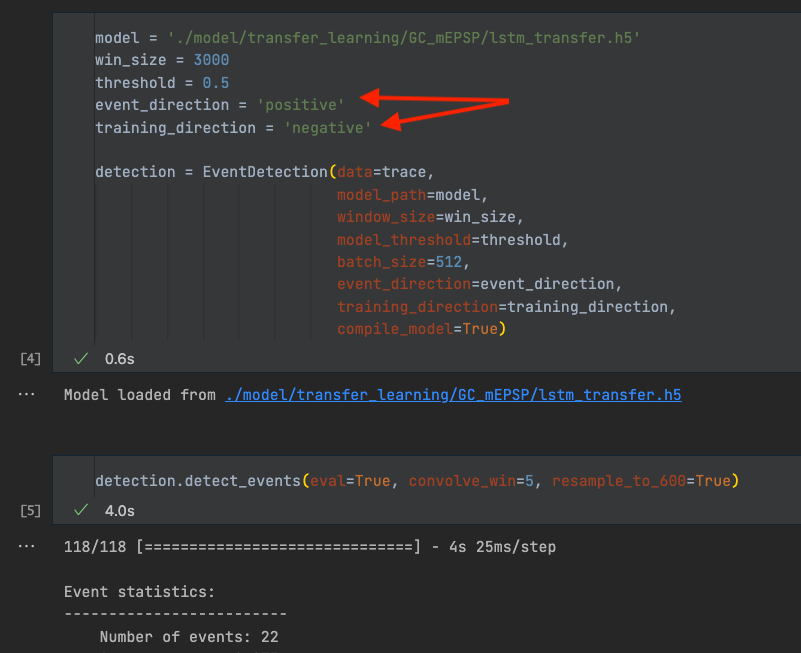 model = './model/transfer_learning/GC_mEPSP/lstm_transfer.h5'
win_size = 3000
threshold = 0.5
event_direction = 'positive'
training_direction = 'negative'
detection = EventDetection(data=trace,
model_path=model,
window_size=win_size,
model_threshold=threshold,
batch_size=512,
event_direction=event_direction,
training_direction=training_direction,
compile_model=True)
[4] ✓ 0.6s
... Model loaded from ./model/transfer_learning/GC_mEPSP/lstm_transfer.h5
detection.detect_events(eval=True, convolve_win=5, resample_to_600=True)
[5] ✓ 4.0s
... 118/118 [==============================] - 4s 25ms/step
Event statistics:
-------------------------
Number of events: 22